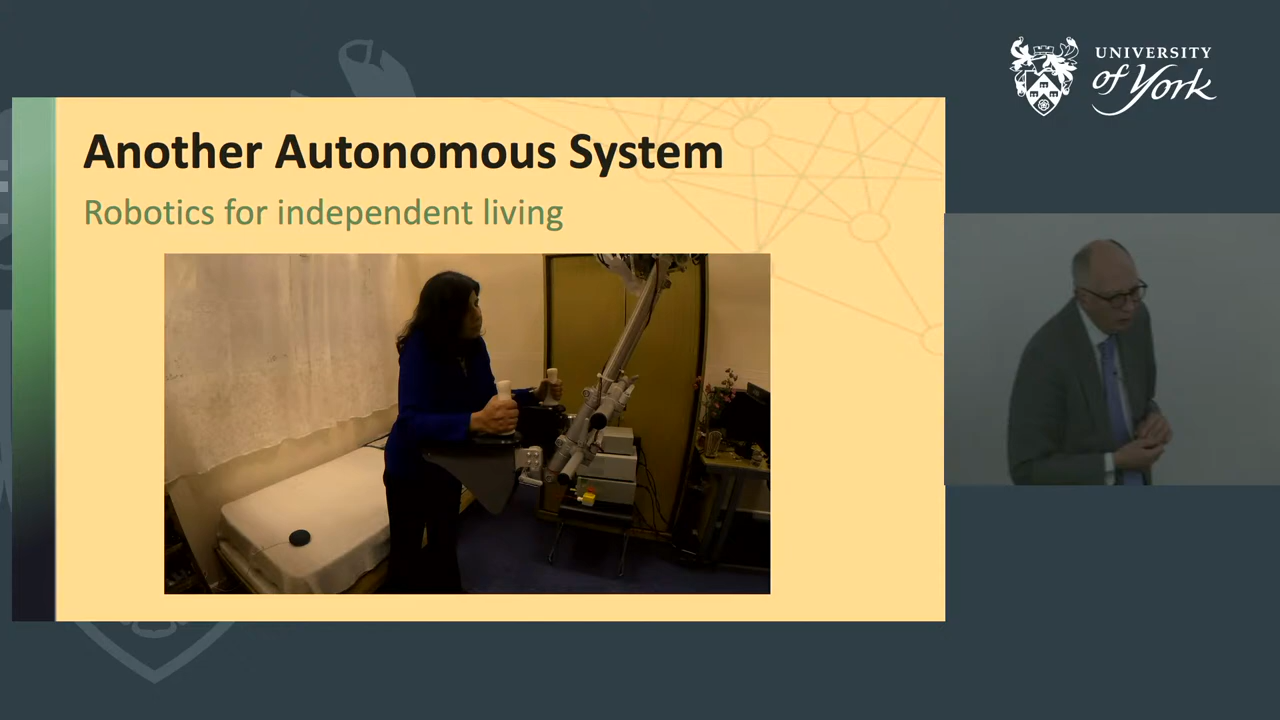 UNIVERSITY
of York
Another Autonomous System
Robotics for independent living